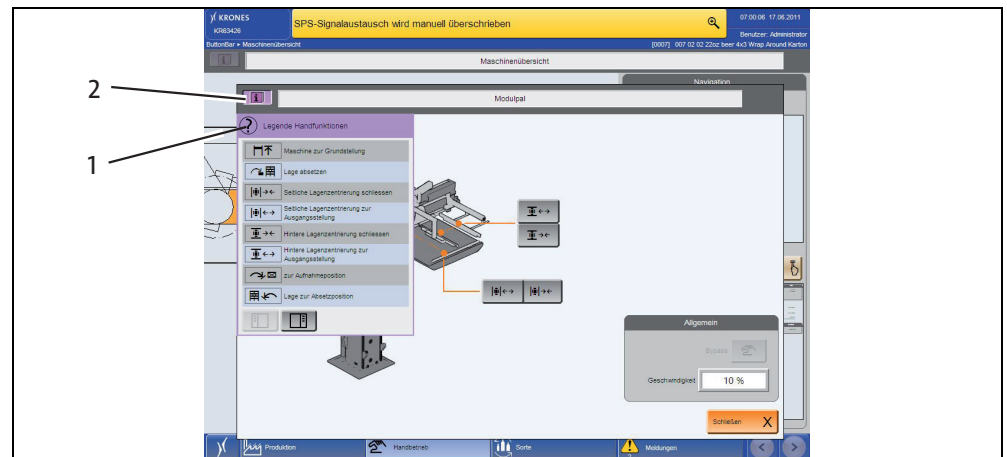 KRONES
KR63426
SPS-Signalaustausch wird manuell überschrieben
07:00:06 17.06.2011
Benutzer: Administrator
ButtonBar ▸ Maschinenübersicht
[0007] 007 02 02 22oz beer 4x3 Wrap Around Karton
Maschinenübersicht
Navigation
2
Modulpal
1
Legende Handfunktionen
Maschine zur Grundstellung
Lage absetzen
Seitliche Lagenzentrierung schliessen
Seitliche Lagenzentrierung zur
Ausgangsstellung
Hintere Lagenzentrierung schliessen
Hintere Lagenzentrierung zur
Ausgangsstellung
zur Aufnahmeposition
Lage zur Absetzposition
Allgemein
Bypass
Geschwindigkeit
10 %
Schließen X
Produktion
Handbetrieb
Sorte
Meldungen